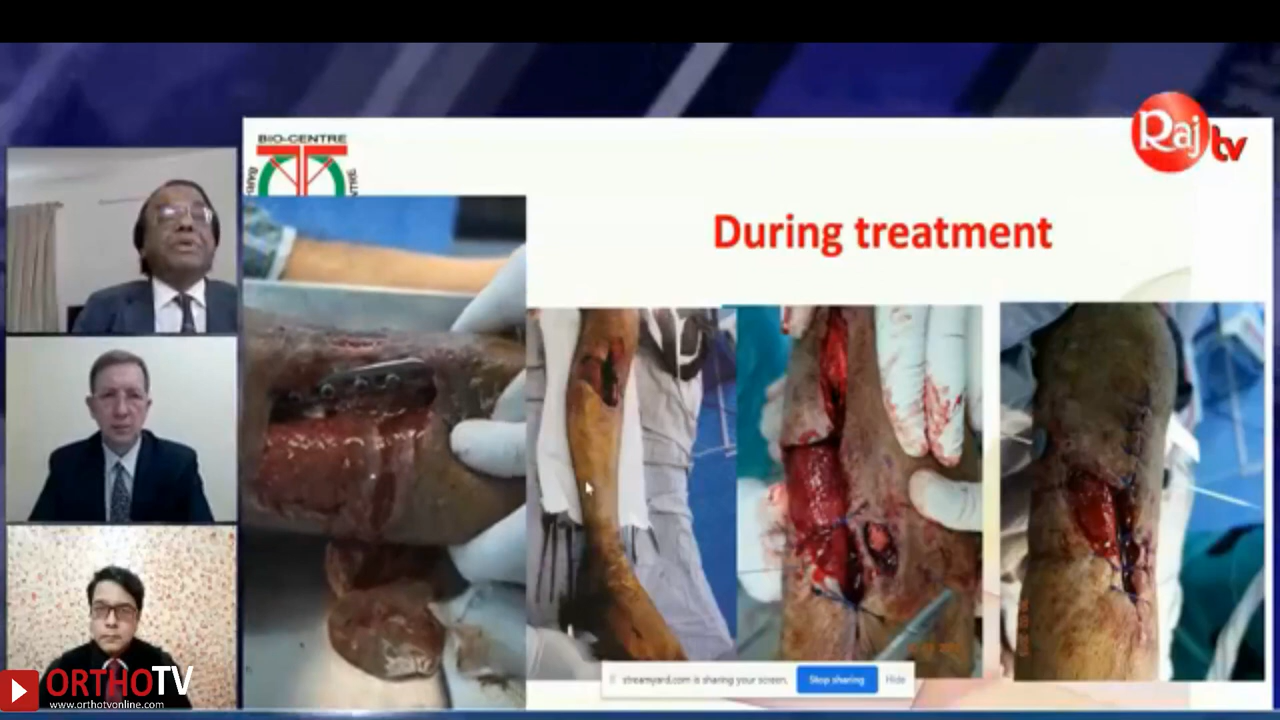 BIO-CENTRE
Raj tv
During treatment
streamyard.com is sharing your screen.
Stop sharing
Hide
ORTHOTV
www.orthotvonline.com